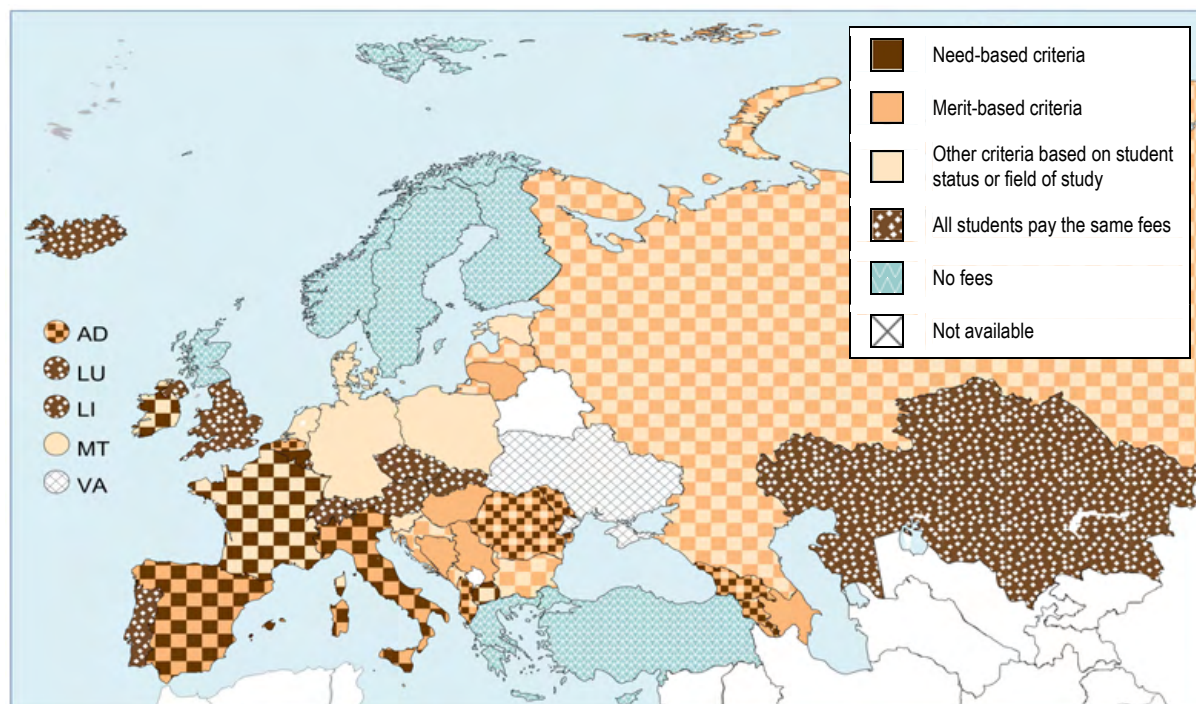 Need-based criteria
Merit-based criteria
Other criteria based on student
status or field of study
All students pay the same fees
No fees
Not available
AD
LU
LI
MT
VA